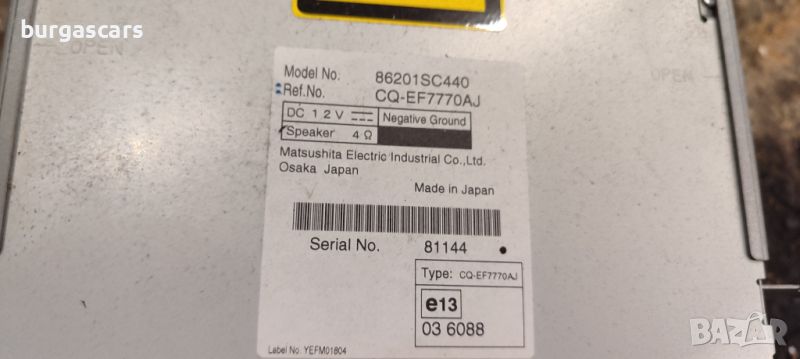 burgascars
OPEN
OPEN
Model No. 86201SC440
Ref.No. CQ-EF7770AJ
DC 12V Negative Ground
Speaker 4Ω
Matsushita Electric Industrial Co.,Ltd.
Osaka Japan
Made in Japan
Serial No. 81144
Type: CQ-EF7770AJ
e13
03 6088
Label No. YEFM01804
BAZAR